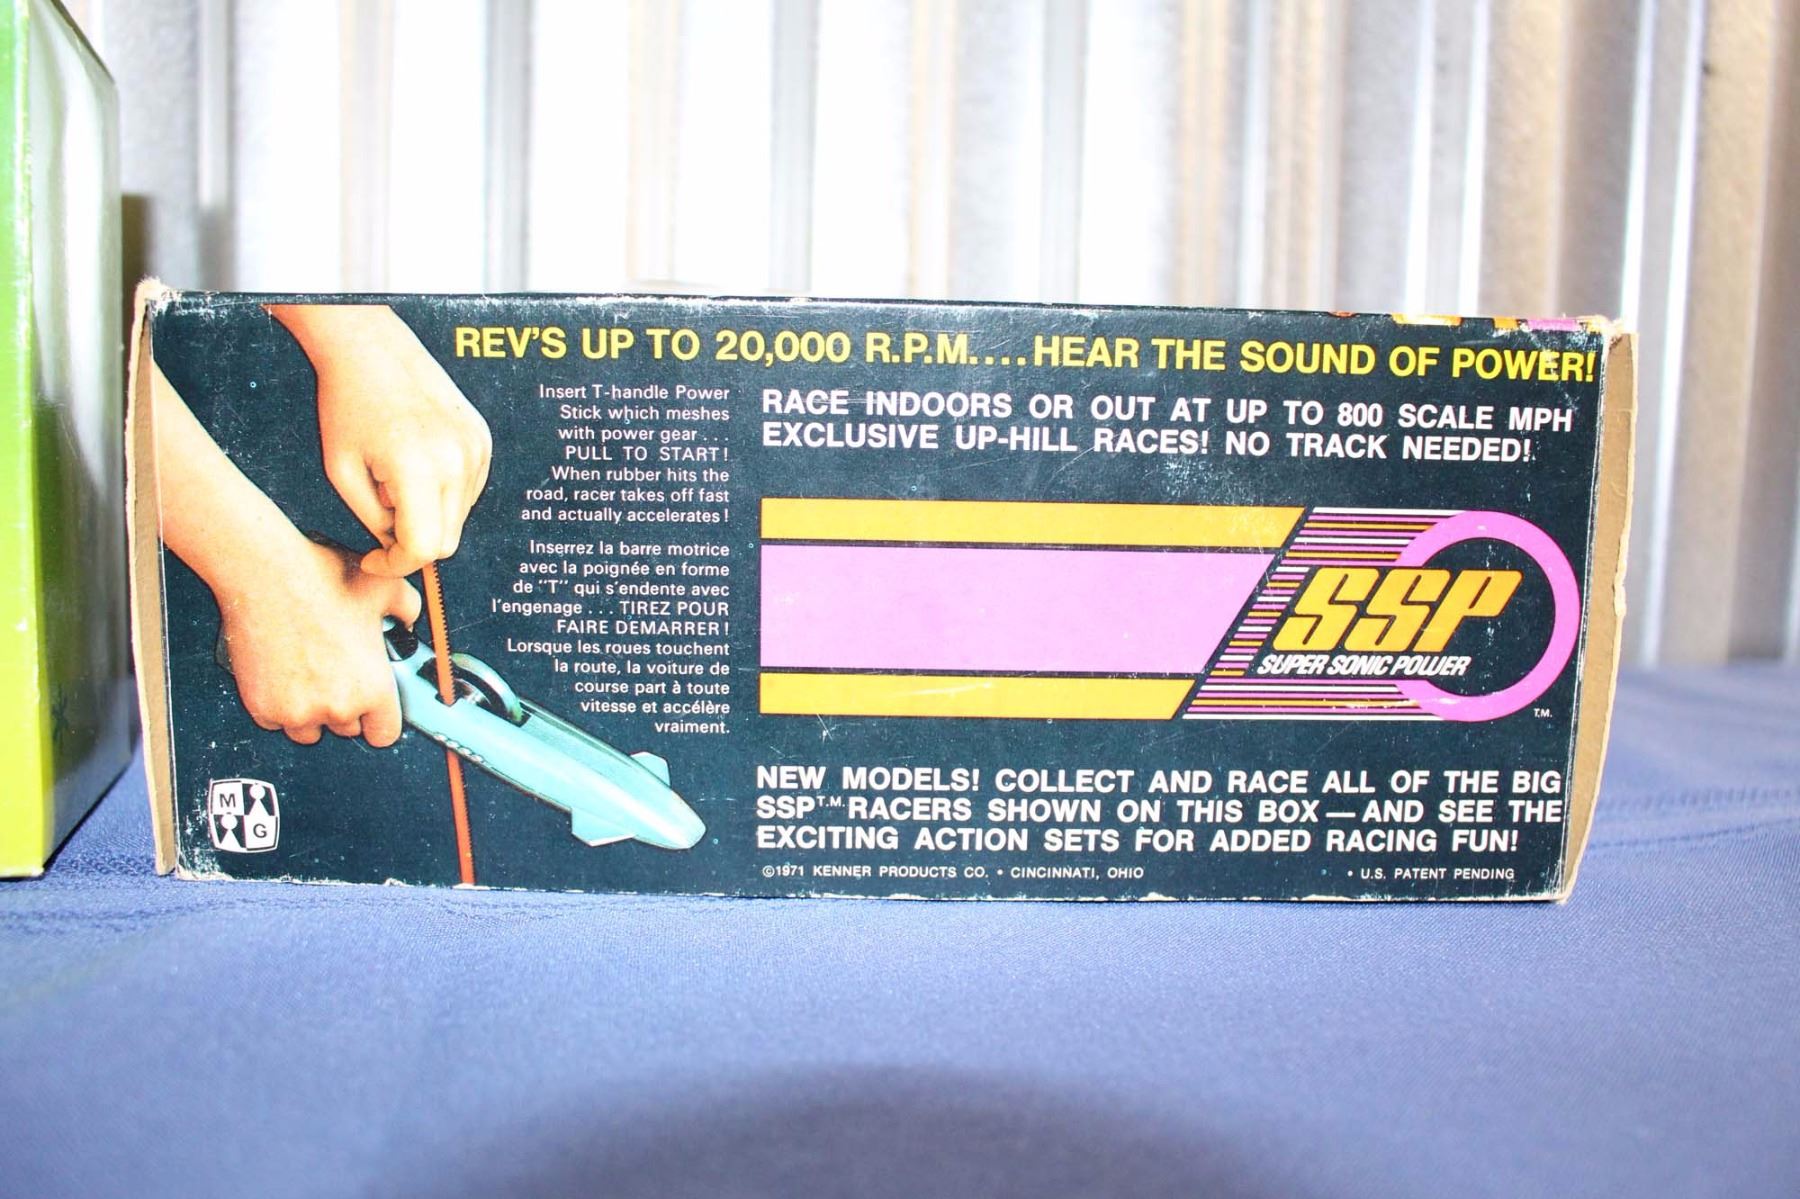 REV'S UP TO 20,000 R.P.M....HEAR THE SOUND OF POWER!
Insert T-handle Power
Stick which meshes
with power gear . . .
PULL TO START!
When rubber hits the
road, racer takes off fast
and actually accelerates!
Inserrez la barre motrice
avec la poignée en forme
de "T" qui s'endente avec
l'engenage . . . TIREZ POUR
FAIRE DEMARRER!
Lorsque les roues touchent
la route, la voiture de
course part à toute
vitesse et accélère
vraiment.
RACE INDOORS OR OUT AT UP TO 800 SCALE MPH
EXCLUSIVE UP-HILL RACES! NO TRACK NEEDED!
SSP
SUPER SONIC POWER
T.M.
NEW MODELS! COLLECT AND RACE ALL OF THE BIG
SSP T.M. RACERS SHOWN ON THIS BOX — AND SEE THE
EXCITING ACTION SETS FOR ADDED RACING FUN!
©1971 KENNER PRODUCTS CO. • CINCINNATI, OHIO • U.S. PATENT PENDING
M
G